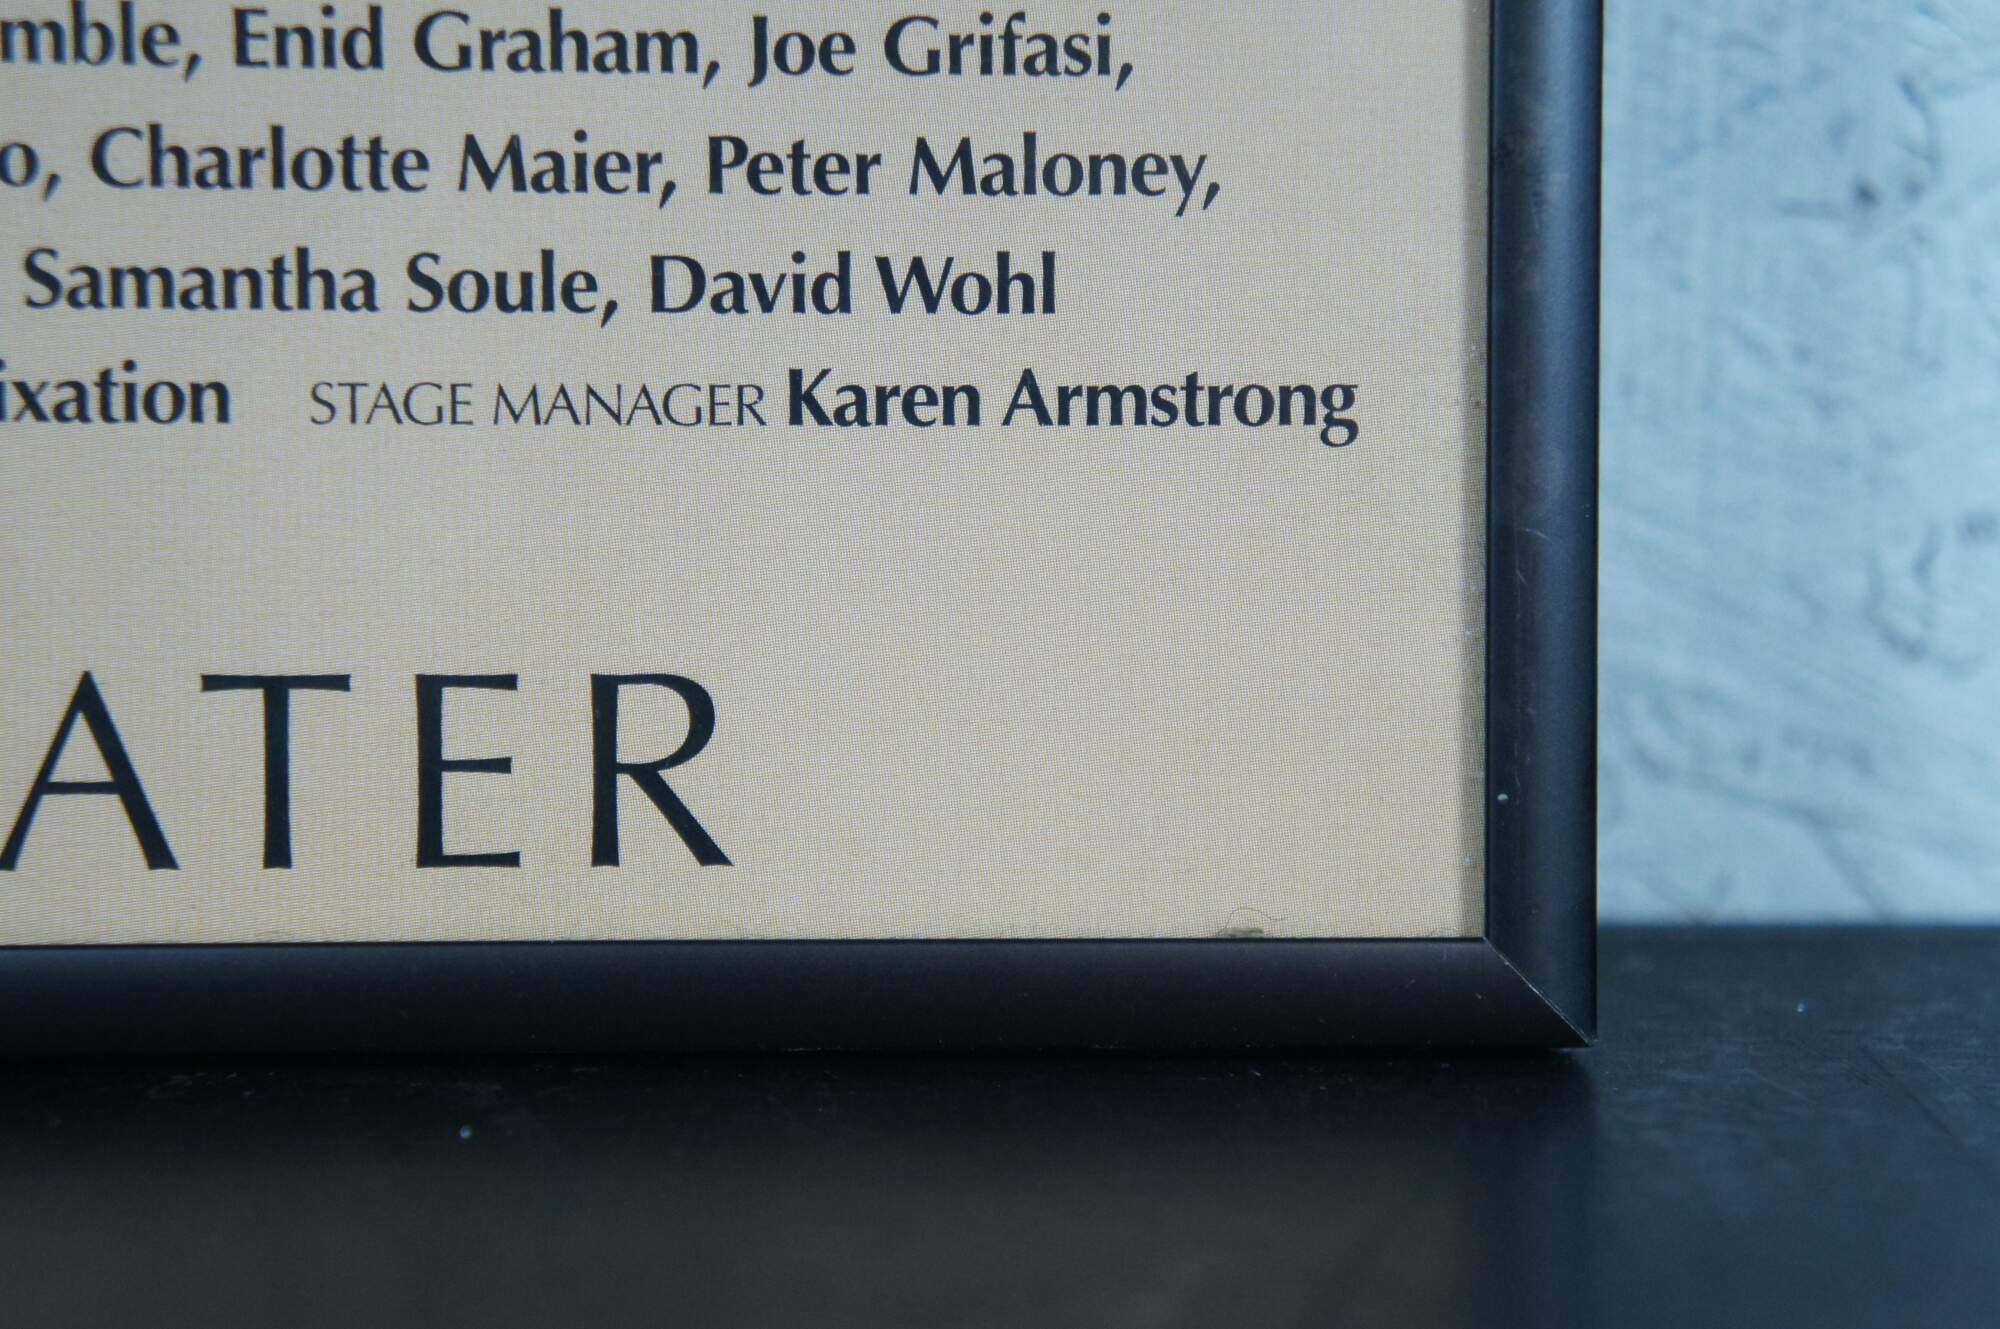 mble, Enid Graham, Joe Grifasi,
o, Charlotte Maier, Peter Maloney,
Samantha Soule, David Wohl
ixation STAGE MANAGER Karen Armstrong
ATER